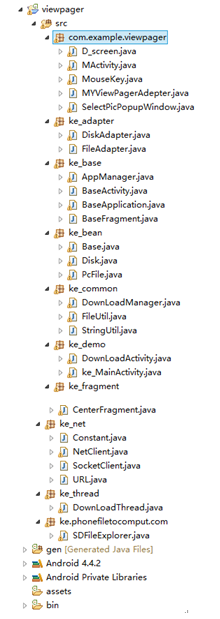 viewpager
src
com.example.viewpager
D_screen.java
MActivity.java
MouseKey.java
MYViewPagerAdepter.java
SelectPicPopupWindow.java
ke_adapter
DiskAdapter.java
FileAdapter.java
ke_base
AppManager.java
BaseActivity.java
BaseApplication.java
BaseFragment.java
ke_bean
Base.java
Disk.java
PcFile.java
ke_common
DownLoadManager.java
FileUtil.java
StringUtil.java
ke_demo
DownLoadActivity.java
ke_MainActivity.java
ke_fragment
CenterFragment.java
ke_net
Constant.java
NetClient.java
SocketClient.java
URL.java
ke_thread
DownLoadThread.java
ke.phonefiletocomput.com
SDFileExplorer.java
gen [Generated Java Files]
Android 4.4.2
Android Private Libraries
assets
bin